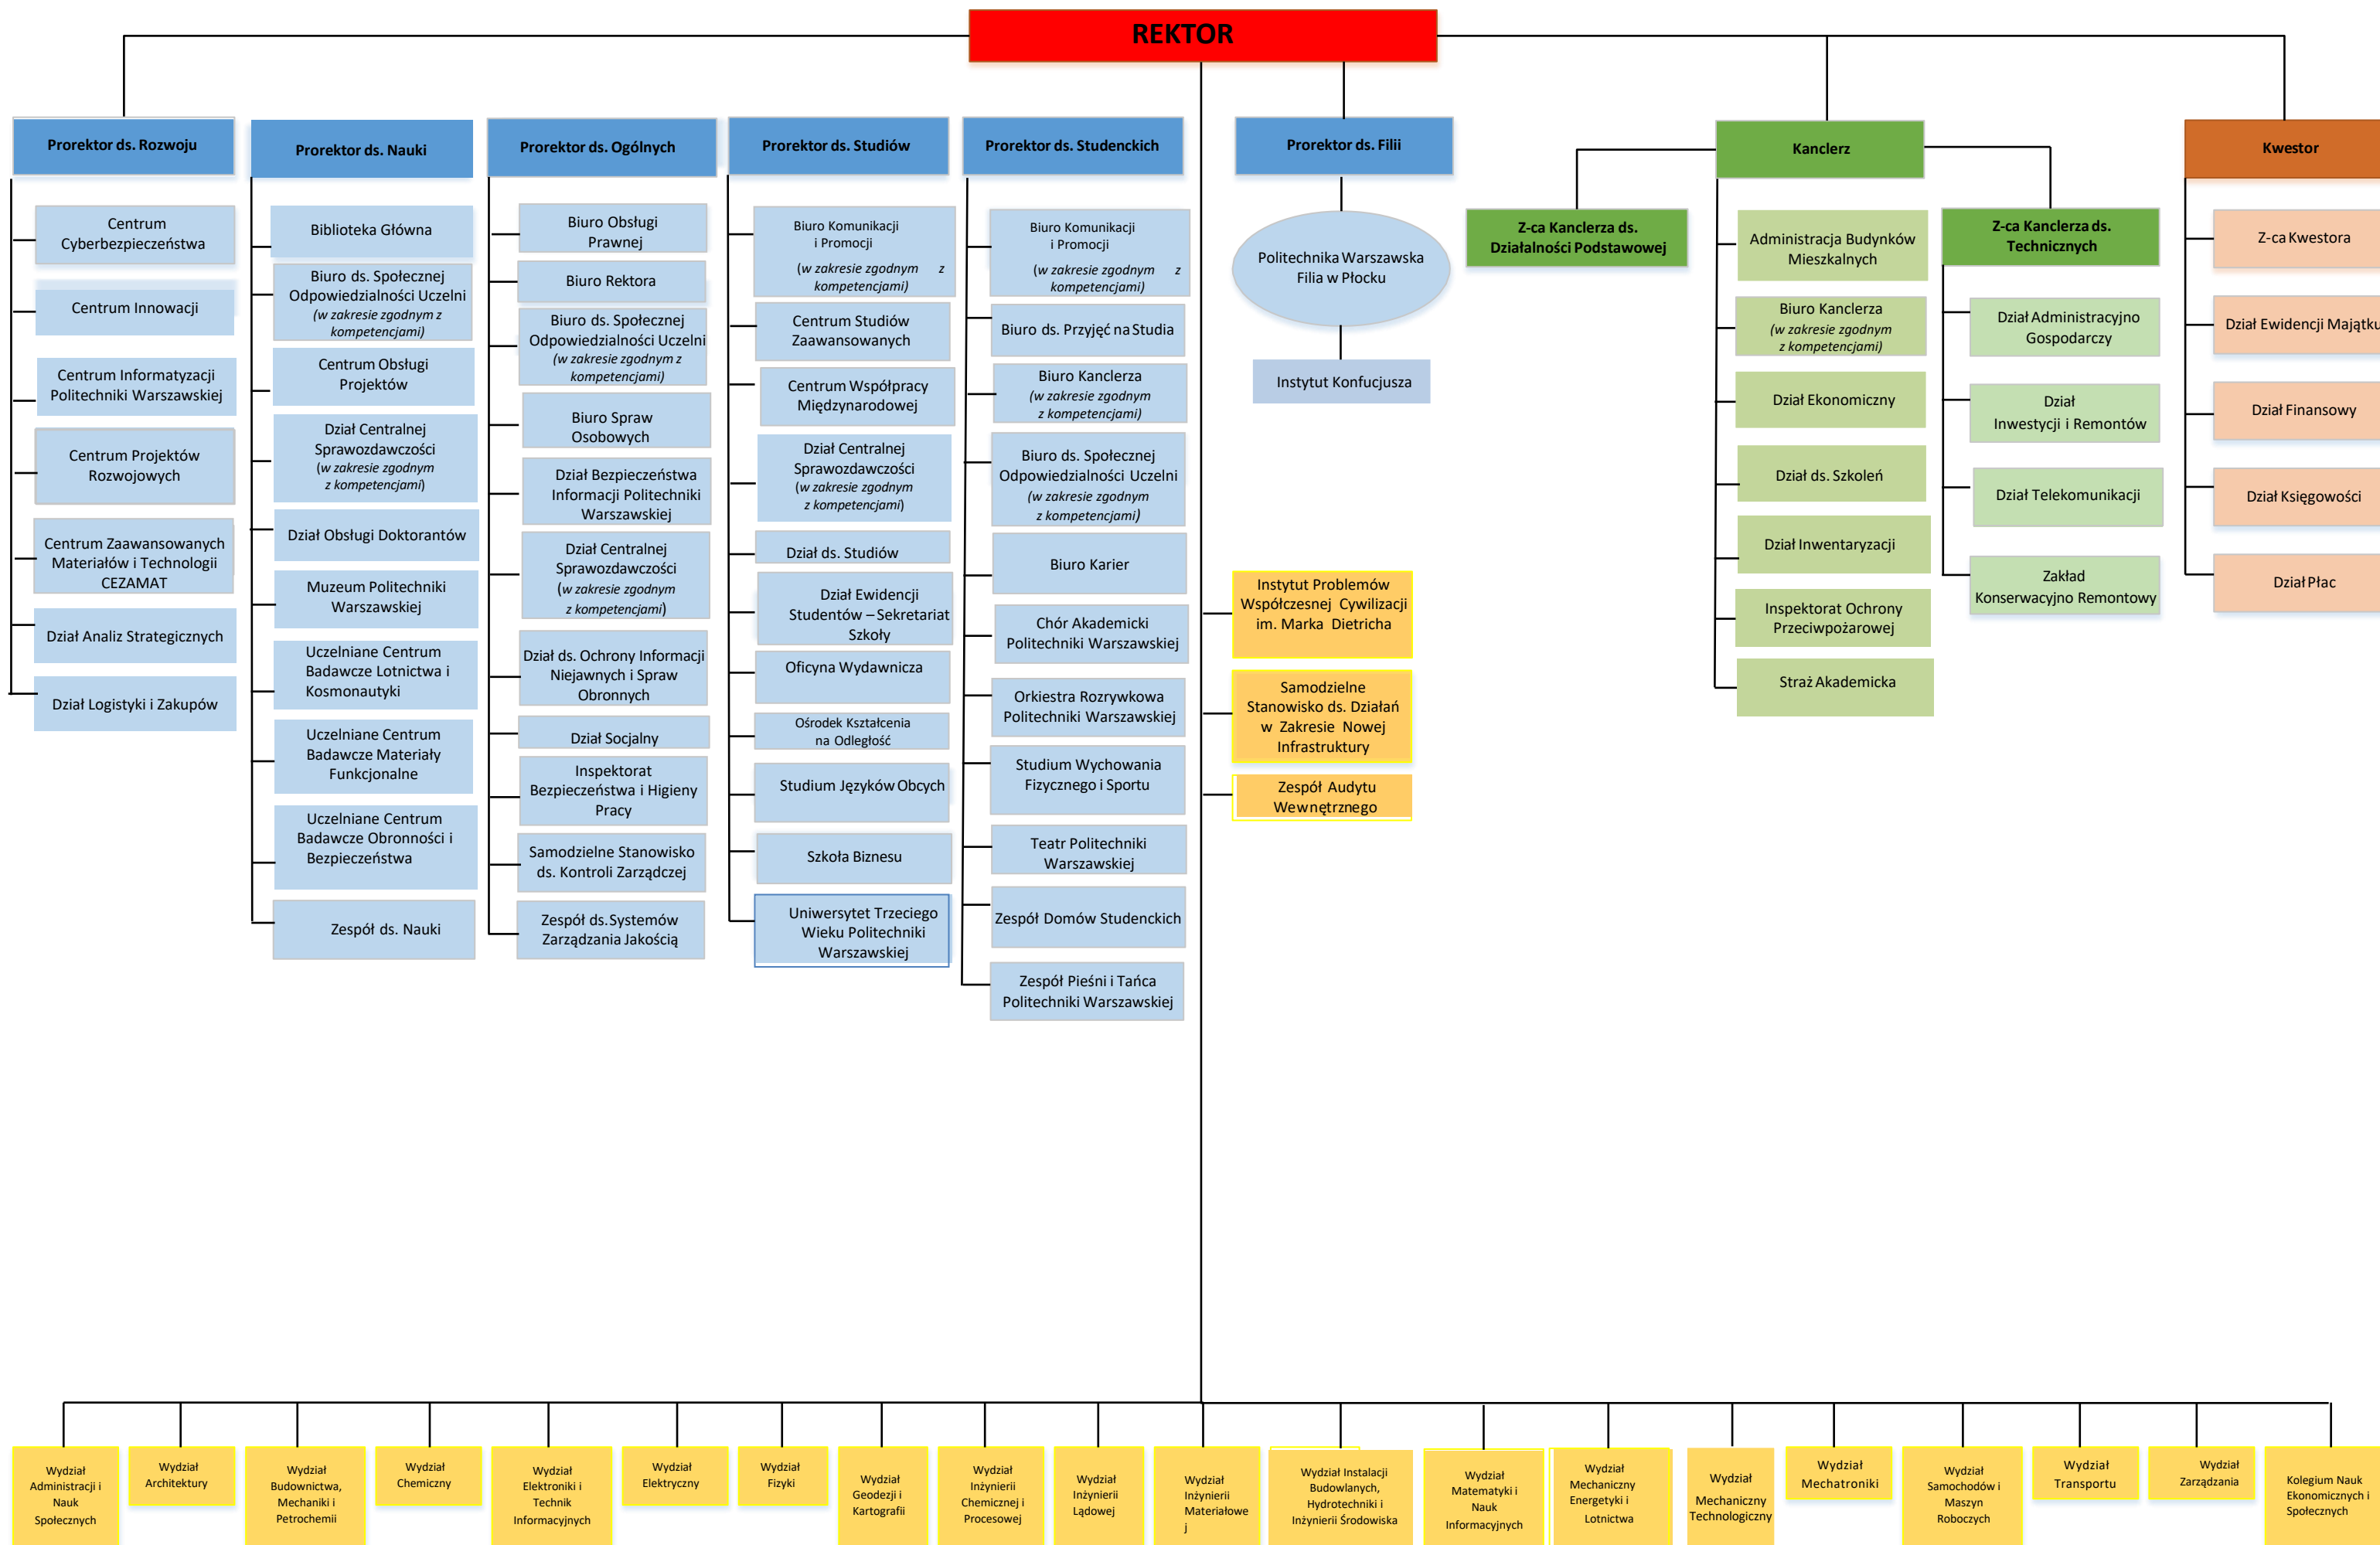 REKTOR
Prorektor ds. Rozwoju
Centrum
Cyberbezpieczeństwa
Centrum Innowacji
Centrum Informatyzacji
Politechniki Warszawskiej
Centrum Projektów
Rozwojowych
Centrum Zaawansowanych
Materiałów i Technologii
CEZAMAT
Dział Analiz Strategicznych
Dział Logistyki i Zakupów
Prorektor ds. Nauki
Biblioteka Główna
Biuro ds. Społecznej
Odpowiedzialności Uczelni
(w zakresie zgodnym z
kompetencjami)
Centrum Obsługi
Projektów
Dział Centralnej
Sprawozdawczości
(w zakresie zgodnym
z kompetencjami)
Dział Obsługi Doktorantów
Muzeum Politechniki
Warszawskiej
Uczelniane Centrum
Badawcze Lotnictwa i
Kosmonautyki
Uczelniane Centrum
Badawcze Materiały
Funkcjonalne
Uczelniane Centrum
Badawcze Obronności i
Bezpieczeństwa
Zespół ds. Nauki
Prorektor ds. Ogólnych
Biuro Obsługi
Prawnej
Biuro Rektora
Biuro ds. Społecznej
Odpowiedzialności Uczelni
(w zakresie zgodnym z
kompetencjami)
Biuro Spraw
Osobowych
Dział Bezpieczeństwa
Informacji Politechniki
Warszawskiej
Dział Centralnej
Sprawozdawczości
(w zakresie zgodnym
z kompetencjami)
Dział ds. Ochrony Informacji
Niejawnych i Spraw
Obronnych
Dział Socjalny
Inspektorat
Bezpieczeństwa i Higieny
Pracy
Samodzielne Stanowisko
ds. Kontroli Zarządczej
Zespół ds. Systemów
Zarządzania Jakością
Prorektor ds. Studiów
Biuro Komunikacji
i Promocji
(w zakresie zgodnym z
kompetencjami)
Centrum Studiów
Zaawansowanych
Centrum Współpracy
Międzynarodowej
Dział Centralnej
Sprawozdawczości
(w zakresie zgodnym
z kompetencjami)
Dział ds. Studiów
Dział Ewidencji
Studentów – Sekretariat
Szkoły
Oficyna Wydawnicza
Ośrodek Kształcenia
na Odległość
Studium Języków Obcych
Szkoła Biznesu
Uniwersytet Trzeciego
Wieku Politechniki
Warszawskiej
Prorektor ds. Studenckich
Biuro Komunikacji
i Promocji
(w zakresie zgodnym z
kompetencjami)
Biuro ds. Przyjęć na Studia
Biuro Kanclerza
(w zakresie zgodnym
z kompetencjami)
Biuro ds. Społecznej
Odpowiedzialności Uczelni
(w zakresie zgodnym
z kompetencjami)
Biuro Karier
Chór Akademicki
Politechniki Warszawskiej
Orkiestra Rozrywkowa
Politechniki Warszawskiej
Studium Wychowania
Fizycznego i Sportu
Teatr Politechniki
Warszawskiej
Zespół Domów Studenckich
Zespół Pieśni i Tańca
Politechniki Warszawskiej
Prorektor ds. Filii
Politechnika Warszawska
Filia w Płocku
Instytut Konfucjusza
Instytut Problemów
Współczesnej Cywilizacji
im. Marka Dietricha
Samodzielne
Stanowisko ds. Działań
w Zakresie Nowej
Infrastruktury
Zespół Audytu
Wewnętrznego
Kanclerz
Z-ca Kanclerza ds.
Działalności Podstawowej
Administracja Budynków
Mieszkalnych
Biuro Kanclerza
(w zakresie zgodnym
z kompetencjami)
Dział Ekonomiczny
Dział ds. Szkoleń
Dział Inwentaryzacji
Inspektorat Ochrony
Przeciwpożarowej
Straż Akademicka
Z-ca Kanclerza ds.
Technicznych
Dział Administracyjno
Gospodarczy
Dział
Inwestycji i Remontów
Dział Telekomunikacji
Zakład
Konserwacyjno Remontowy
Kwestor
Z-ca Kwestora
Dział Ewidencji Majątku
Dział Finansowy
Dział Księgowości
Dział Płac
Wydział
Administracji i
Nauk
Społecznych
Wydział
Architektury
Wydział
Budownictwa,
Mechaniki i
Petrochemii
Wydział
Chemiczny
Wydział
Elektroniki i
Technik
Informacyjnych
Wydział
Elektryczny
Wydział
Fizyki
Wydział
Geodezji i
Kartografii
Wydział
Inżynierii
Chemicznej i
Procesowej
Wydział
Inżynierii
Lądowej
Wydział
Inżynierii
Materiałowe
j
Wydział Instalacji
Budowlanych,
Hydrotechniki i
Inżynierii Środowiska
Wydział
Matematyki i
Nauk
Informacyjnych
Wydział
Mechaniczny
Energetyki i
Lotnictwa
Wydział
Mechaniczny
Technologiczny
Wydział
Mechatroniki
Wydział
Samochodów i
Maszyn
Roboczych
Wydział
Transportu
Wydział
Zarządzania
Kolegium Nauk
Ekonomicznych i
Społecznych